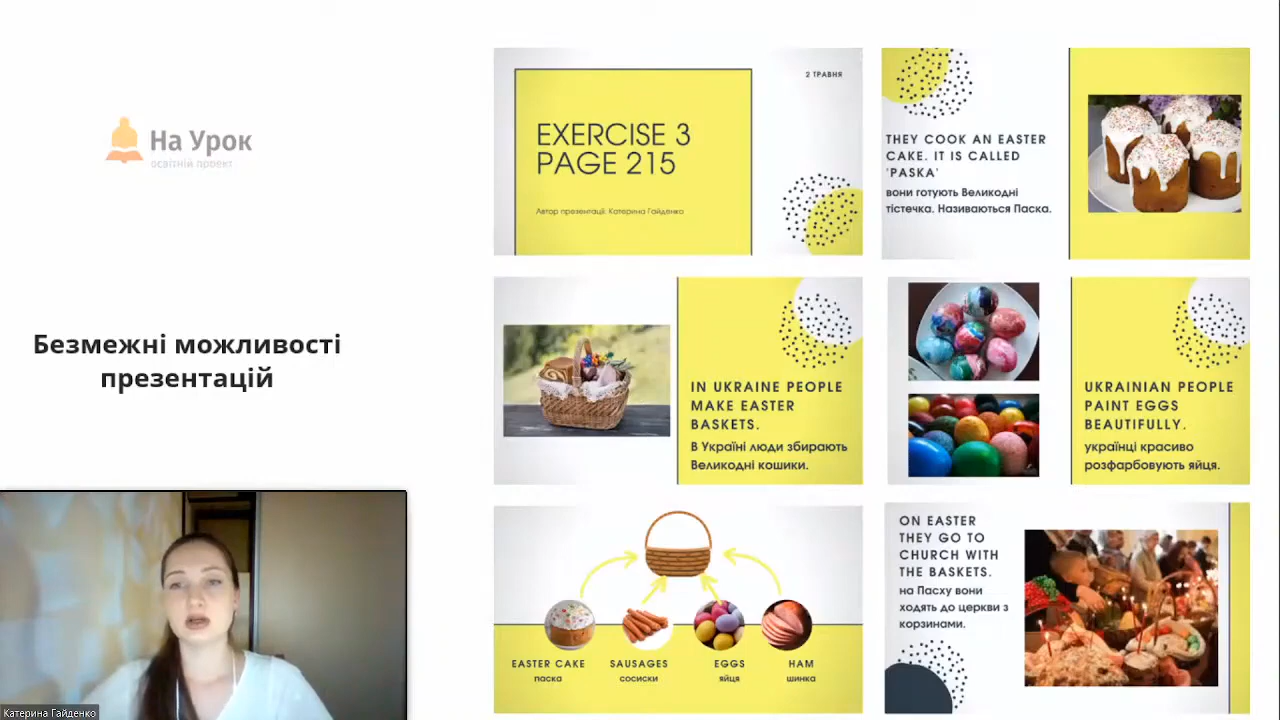 На Урок
освітній проект
Безмежні можливості
презентацій
Катерина Гайденко
2 ТРАВНЯ
EXERCISE 3
PAGE 215
Автор презентації: Катерина Гайденко
THEY COOK AN EASTER
CAKE. IT IS CALLED
'PASKA'
вони готують Великодні
тістечка. Називаються Паска.
IN UKRAINE PEOPLE
MAKE EASTER
BASKETS.
В Україні люди збирають
Великодні кошики.
UKRAINIAN PEOPLE
PAINT EGGS
BEAUTIFULLY.
українці красиво
розфарбовують яйця.
EASTER CAKE
паска
SAUSAGES
сосиски
EGGS
яйця
HAM
шинка
ON EASTER
THEY GO TO
CHURCH WITH
THE BASKETS.
на Пасху вони
ходять до церкви з
корзинами.